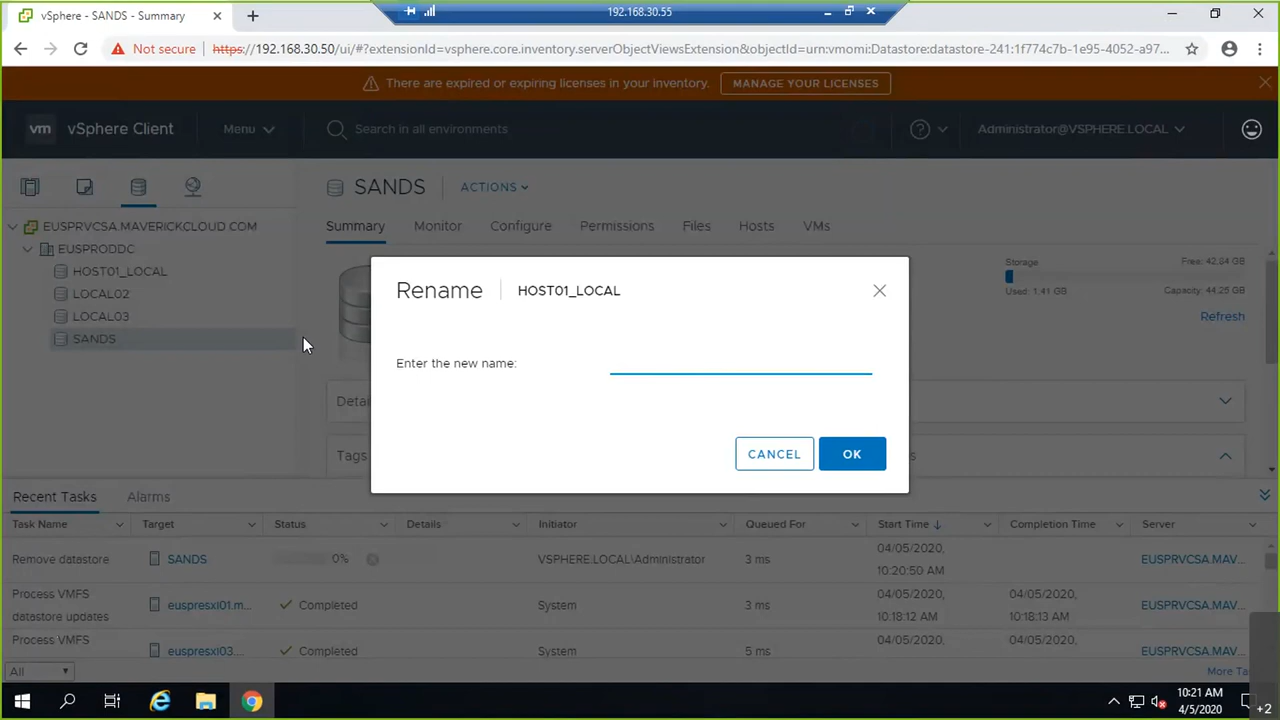 vSphere - SANDS - Summary
192.168.30.55
Not secure
https://192.168.30.50/ui/#?extensionId=vsphere.core.inventory.serverObjectViewsExtension&objectId=urn:vmomi:Datastore:datastore-241:1f774c7b-1e95-4052-a97...
There are expired or expiring licenses in your inventory.
MANAGE YOUR LICENSES
vm
vSphere Client
Menu
Search in all environments
Administrator@VSPHERE.LOCAL
SANDS
ACTIONS
EUSPRVCSA.MAVERICKCLOUD.COM
EUSPRODDC
HOST01_LOCAL
LOCAL02
LOCAL03
SANDS
Summary
Monitor
Configure
Permissions
Files
Hosts
VMs
Storage
Free: 42.84 GB
Used: 1.41 GB
Capacity: 44.25 GB
Refresh
Rename
HOST01_LOCAL
Enter the new name:
CANCEL
OK
Detai
Tags
Recent Tasks
Alarms
Task Name
Target
Status
Details
Initiator
Queued For
Start Time
Completion Time
Server
Remove datastore
SANDS
0%
VSPHERE.LOCAL\Administrator
3 ms
04/05/2020,
10:20:50 AM
EUSPRVCSA.MAV...
Process VMFS
datastore updates
euspresxi01.m...
Completed
System
3 ms
04/05/2020,
10:18:12 AM
04/05/2020,
10:18:13 AM
EUSPRVCSA.MAV...
Process VMFS
euspresxi03....
Completed
System
5 ms
04/05/2020,
04/05/2020,
EUSPRVCSA.MAV...
All
More Ta
10:21 AM
4/5/2020
+2